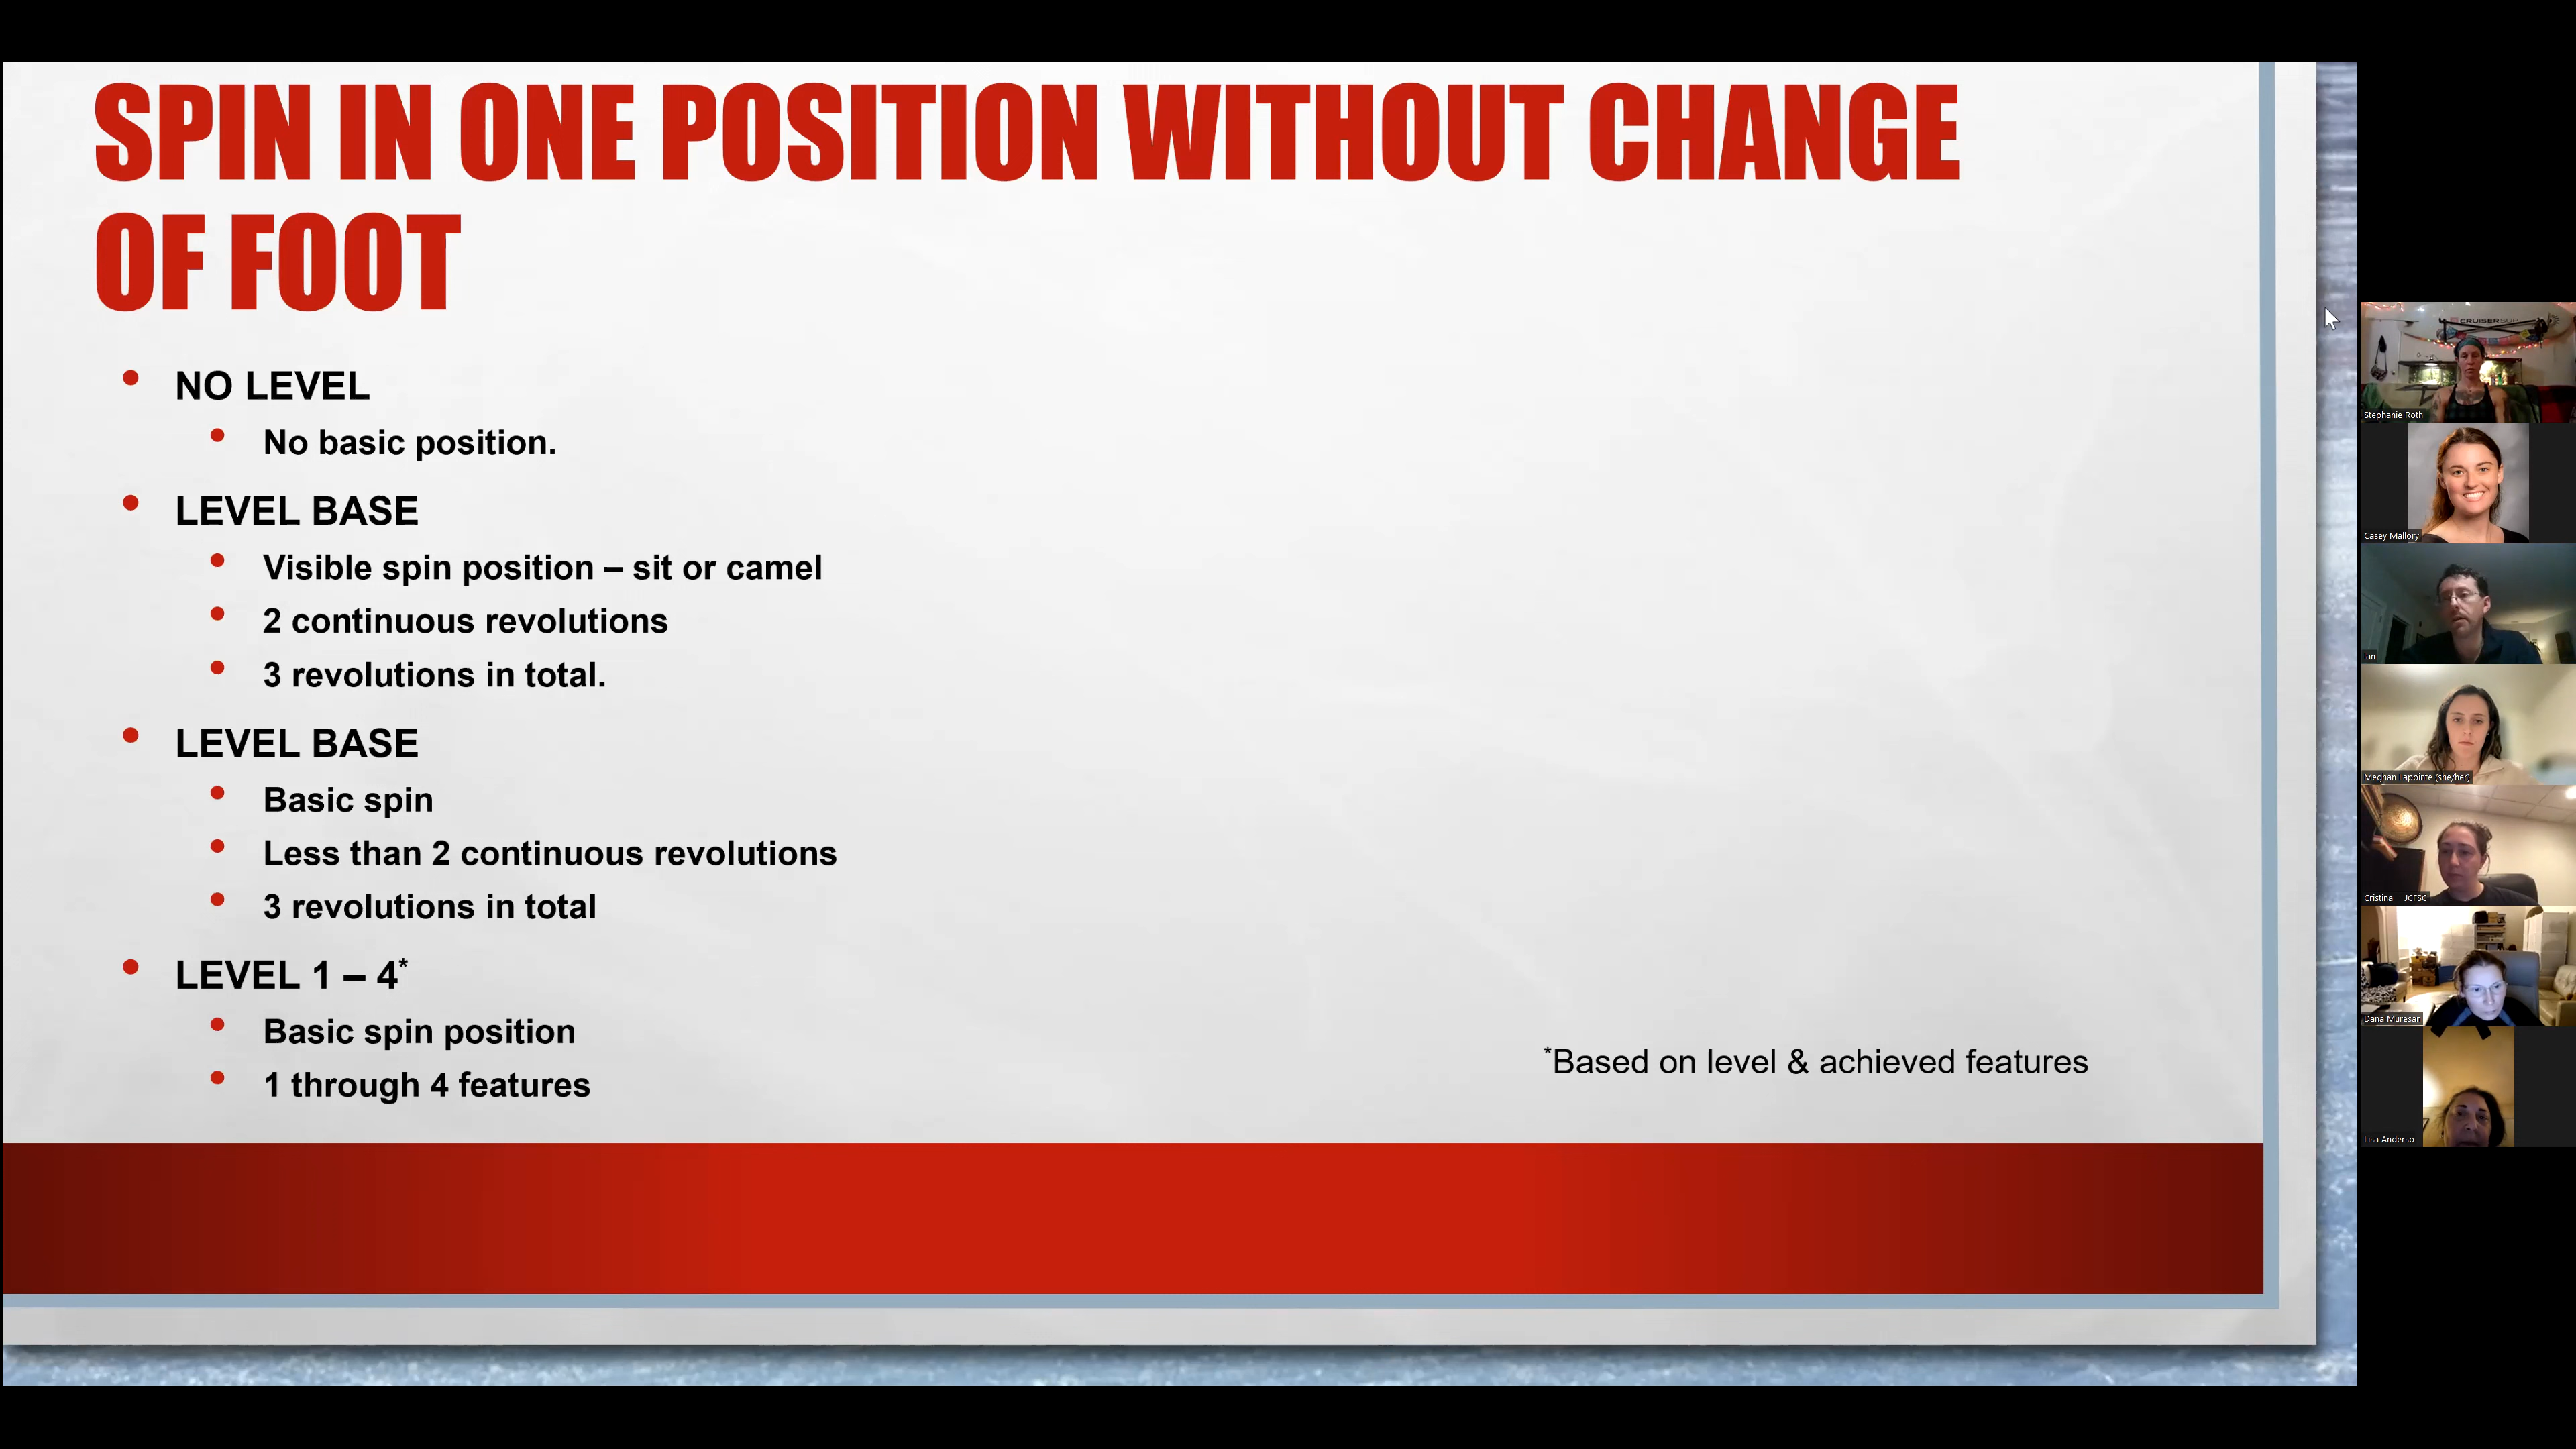 SPIN IN ONE POSITION WITHOUT CHANGE
OF FOOT
• NO LEVEL
• No basic position.
• LEVEL BASE
• Visible spin position – sit or camel
• 2 continuous revolutions
• 3 revolutions in total.
• LEVEL BASE
• Basic spin
• Less than 2 continuous revolutions
• 3 revolutions in total
• LEVEL 1 – 4*
• Basic spin position
• 1 through 4 features
*Based on level & achieved features
CRUISER SUP
Stephanie Roth
Casey Mallory
Ian
Meghan Lapointe (she/her)
Cristina - JCFSC
Dana Muresan
Lisa Anderso